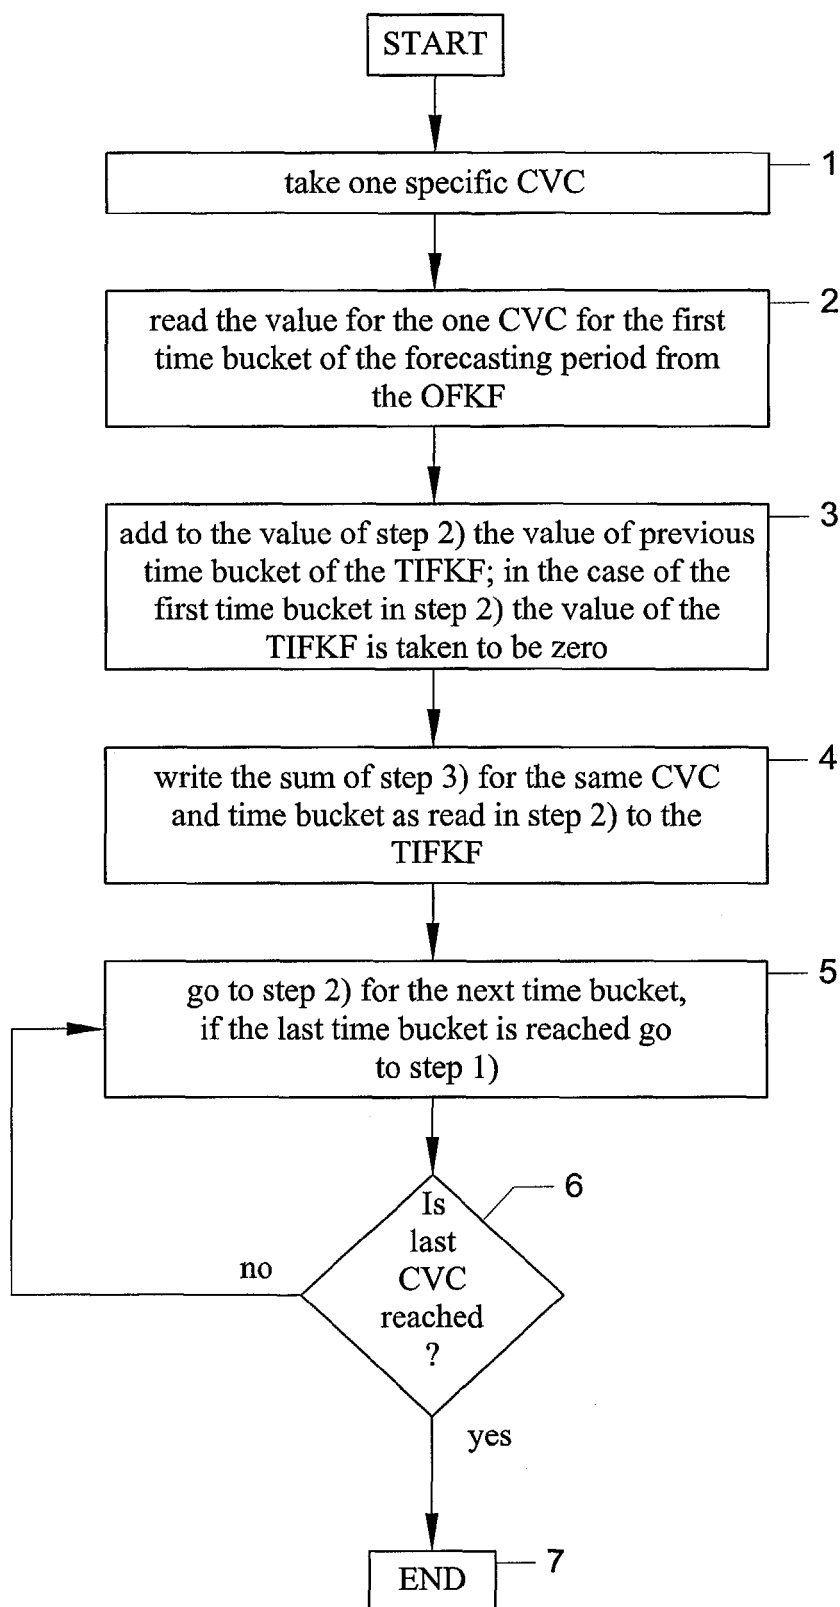 START
take one specific CVC
1
read the value for the one CVC for the first
time bucket of the forecasting period from
the OFKF
2
add to the value of step 2) the value of previous
time bucket of the TIFKF; in the case of the
first time bucket in step 2) the value of the
TIFKF is taken to be zero
3
write the sum of step 3) for the same CVC
and time bucket as read in step 2) to the
TIFKF
4
go to step 2) for the next time bucket,
if the last time bucket is reached go
to step 1)
5
Is
last
CVC
reached
?
6
no
yes
END
7